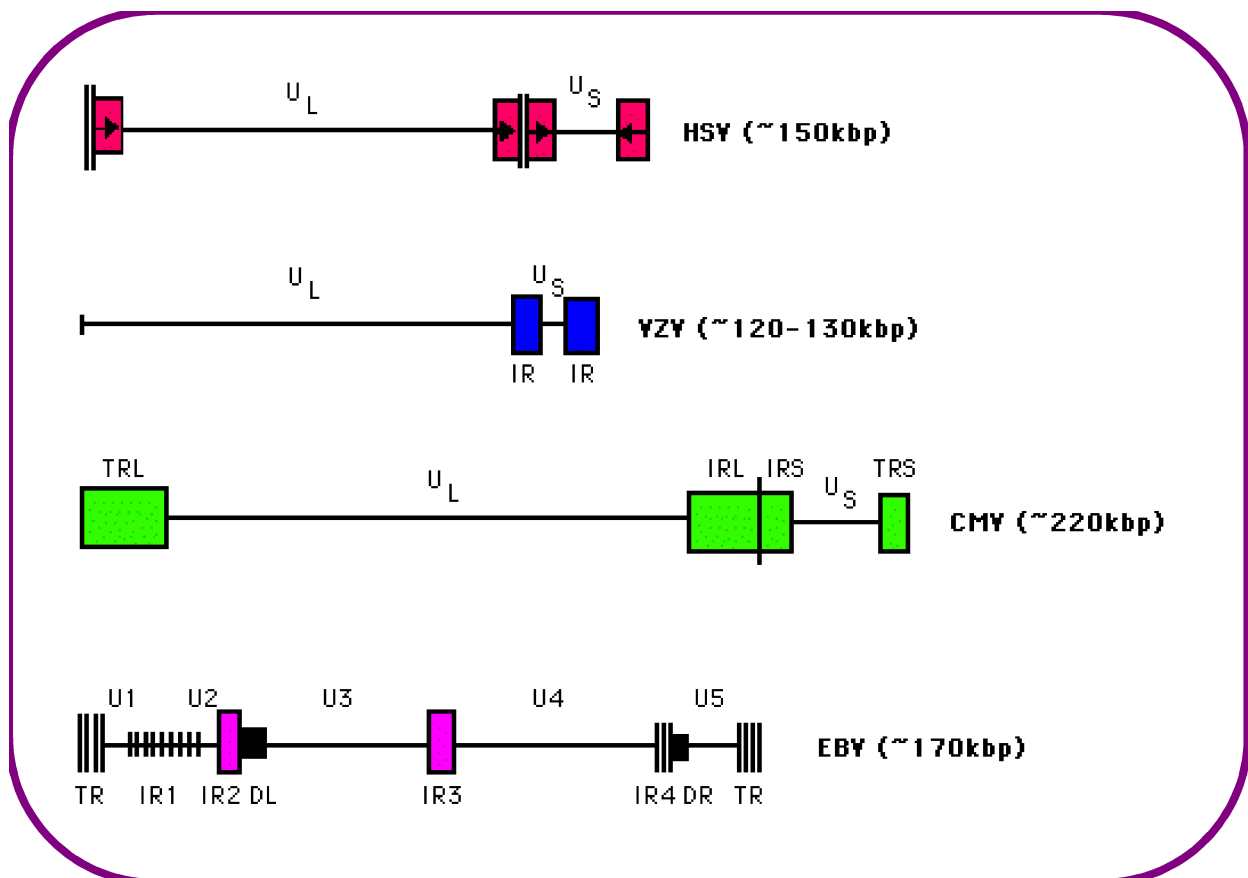 UL US HSV (~150kbp)
UL US VZV (~120-130kbp)
IR IR
TRL UL IRL IRS US TRS CMV (~220kbp)
U1 U2 U3 U4 U5
EBV (~170kbp)
TR IR1 IR2 DL IR3 IR4 DR TR